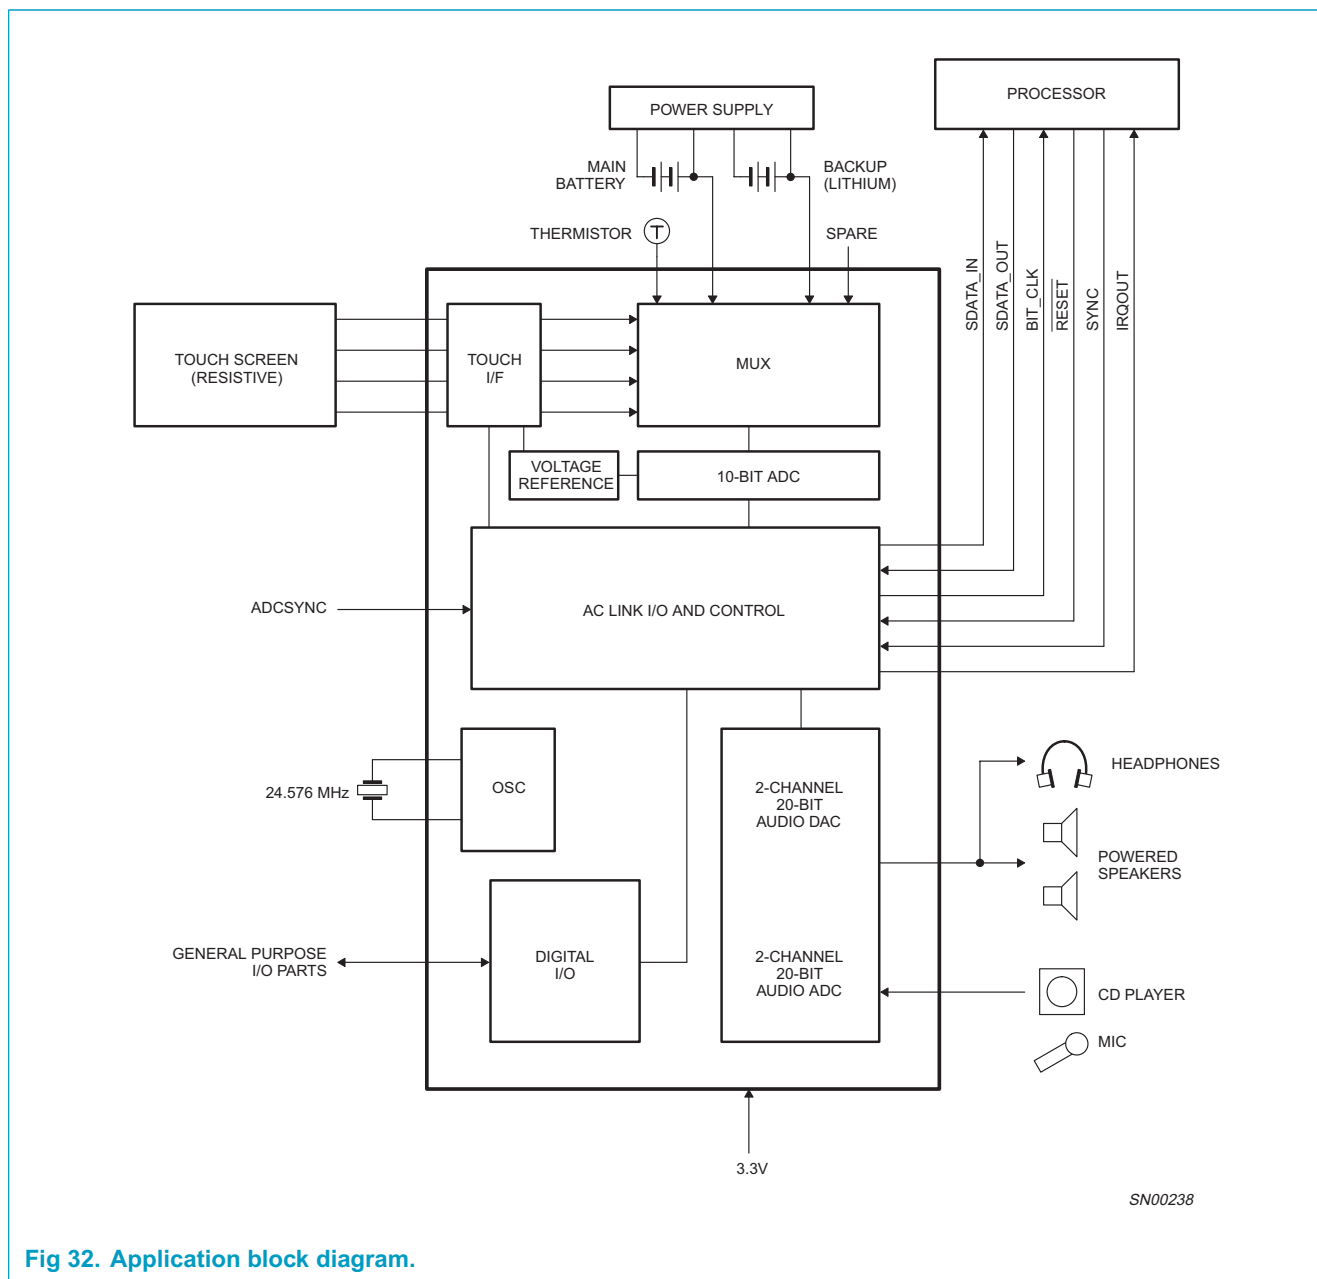 PROCESSOR
POWER SUPPLY
MAIN
BATTERY
BACKUP
(LITHIUM)
THERMISTOR
T
SPARE
SDATA_IN
SDATA_OUT
BIT_CLK
RESET
SYNC
IRQOUT
TOUCH SCREEN
(RESISTIVE)
TOUCH
I/F
MUX
VOLTAGE
REFERENCE
10-BIT ADC
ADCSYNC
AC LINK I/O AND CONTROL
24.576 MHz
OSC
2-CHANNEL
20-BIT
AUDIO DAC
HEADPHONES
POWERED
SPEAKERS
GENERAL PURPOSE
I/O PARTS
DIGITAL
I/O
2-CHANNEL
20-BIT
AUDIO ADC
CD PLAYER
MIC
3.3V
SN00238
Fig 32. Application block diagram.